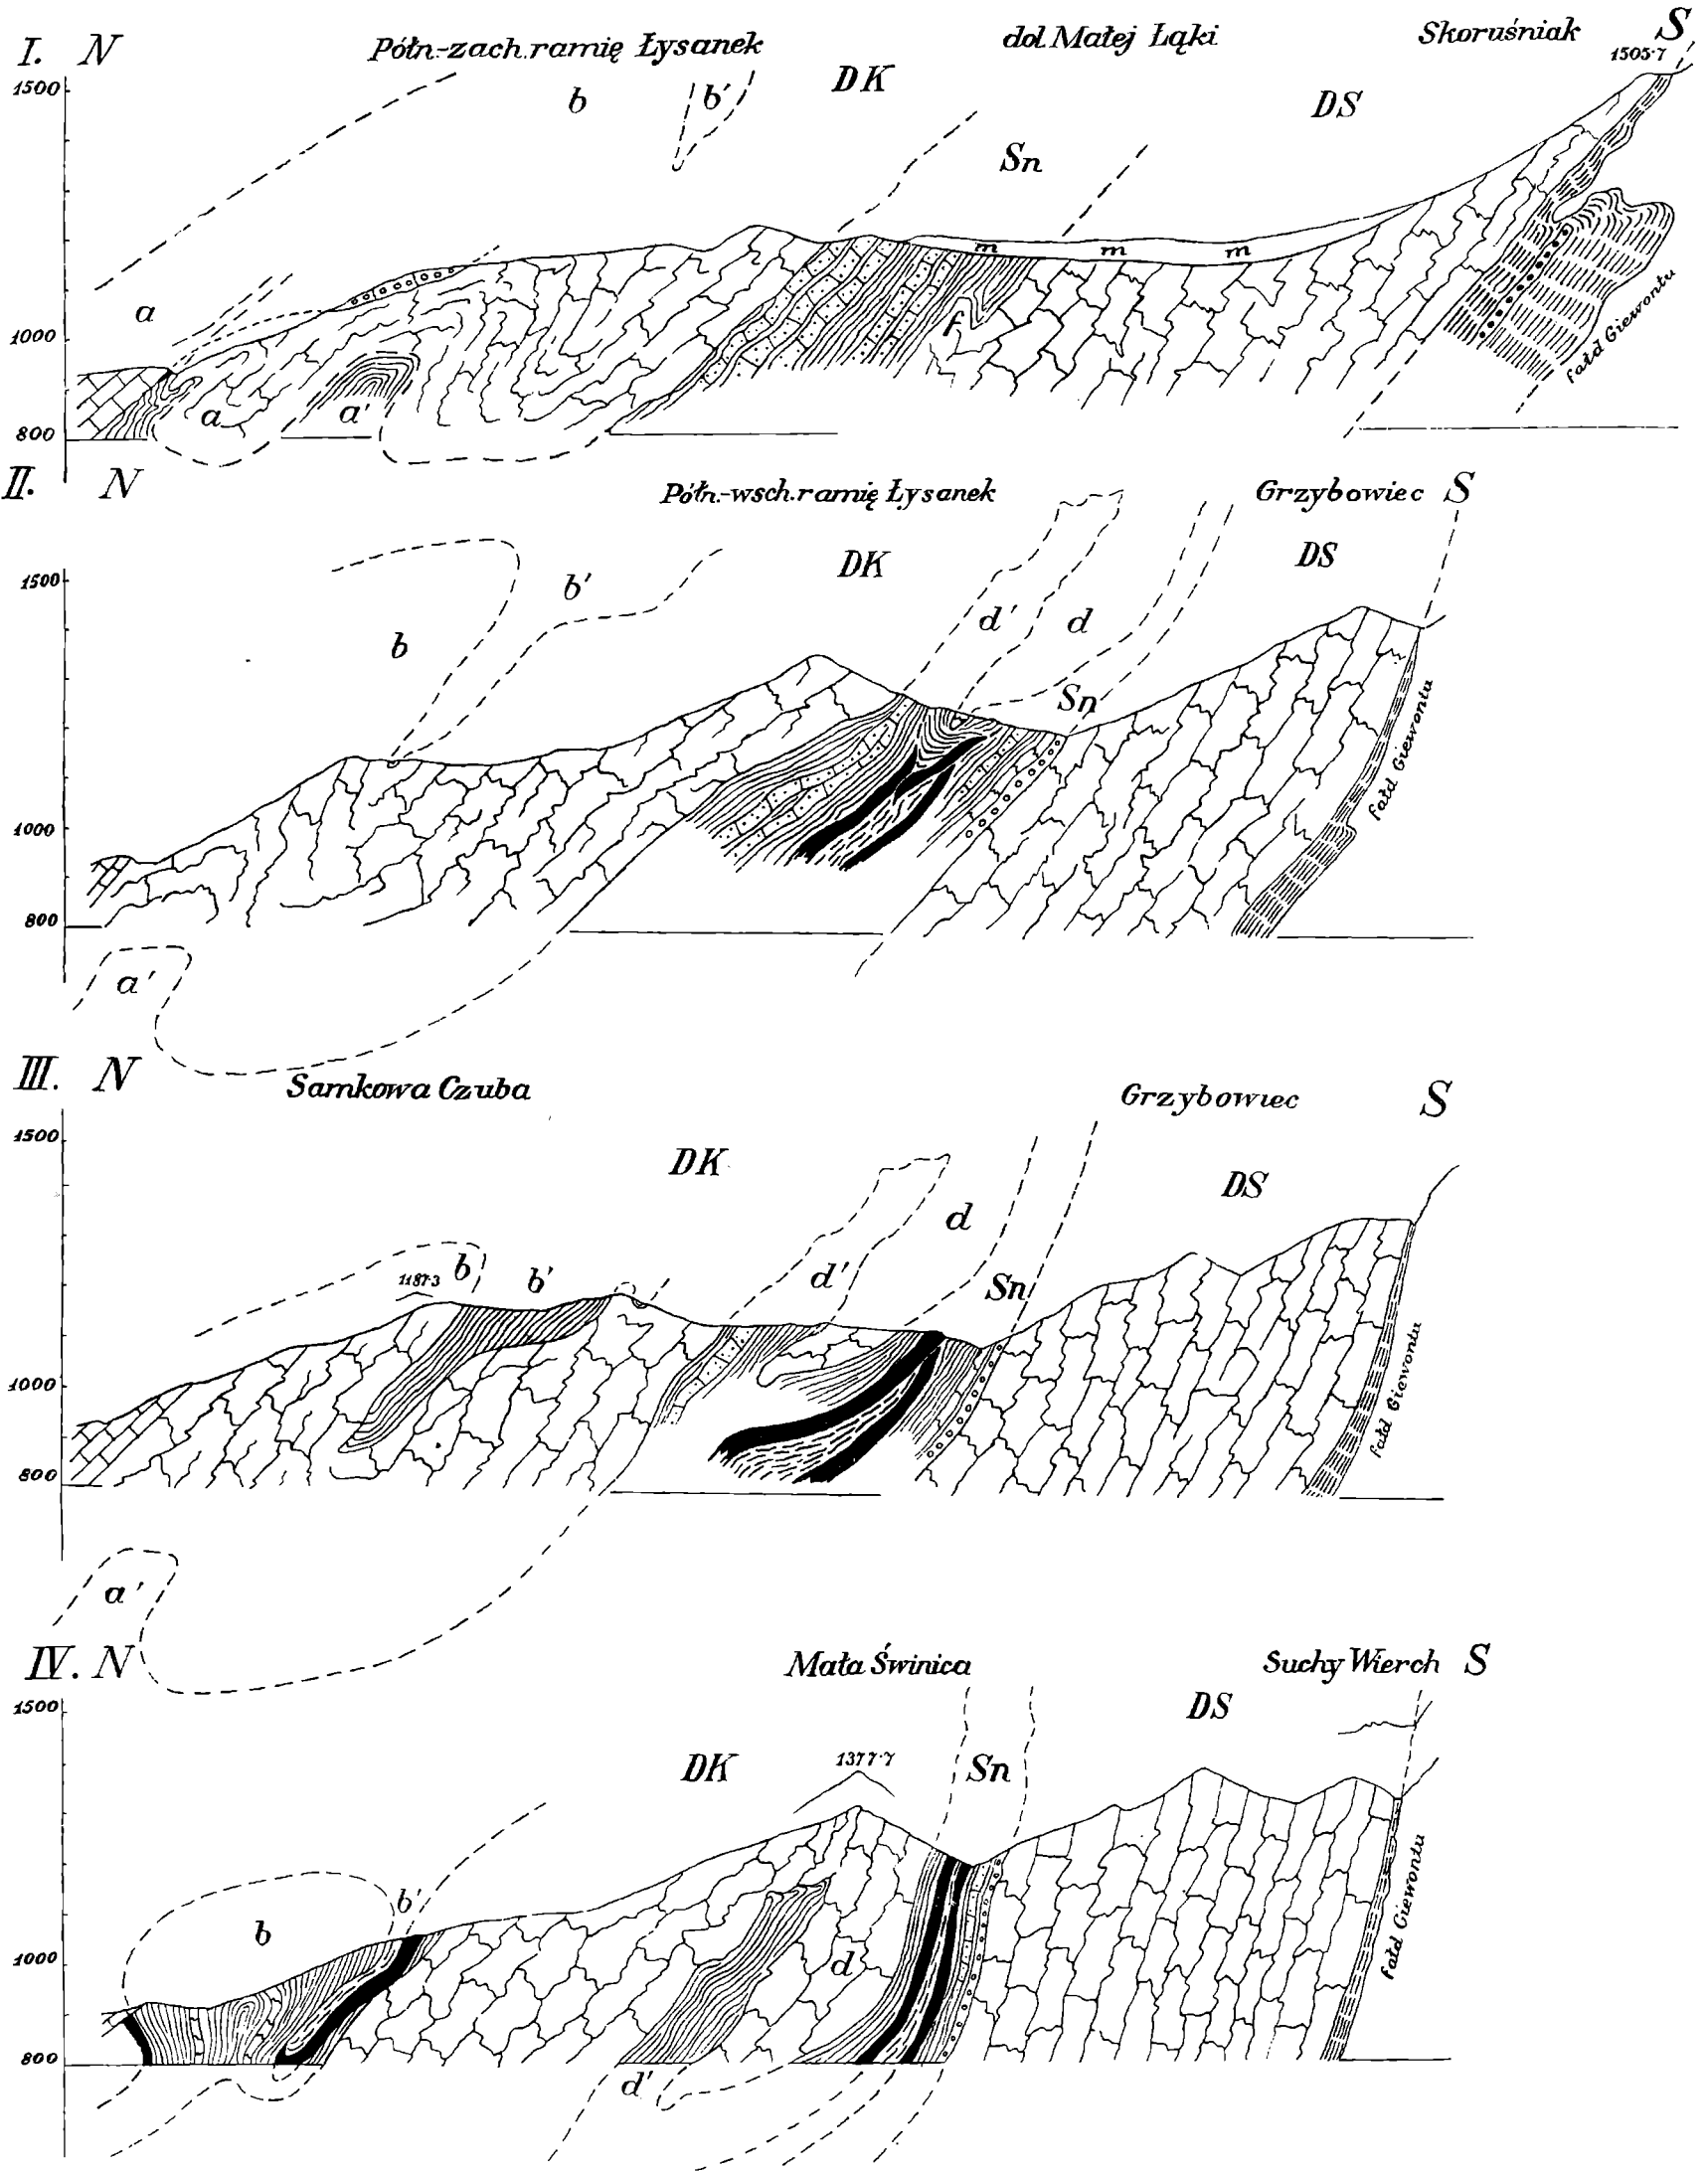 I. N Półn.-zach. ramię Łysanek dol. Małej Łąki Skoruśniak S
1505·7
1500
b b' DK DS
Sn
m m m
a
1000
a a'
fałd Giewontu
800
II. N Półn.-wsch. ramię Łysanek Grzybowiec S
1500
b' DK DS
b d' d
Sn
fałd Giewontu
1000
800
a'
III. N Samkowa Czuba Grzybowiec S
1500
DK DS
d
1187·3 b b' d' Sn
1000
fałd Giewontu
800
a'
IV. N Mała Świnica Suchy Wierch S
1500
DS
DK 1377·7 Sn
b b'
d
1000
fałd Giewontu
800
d'